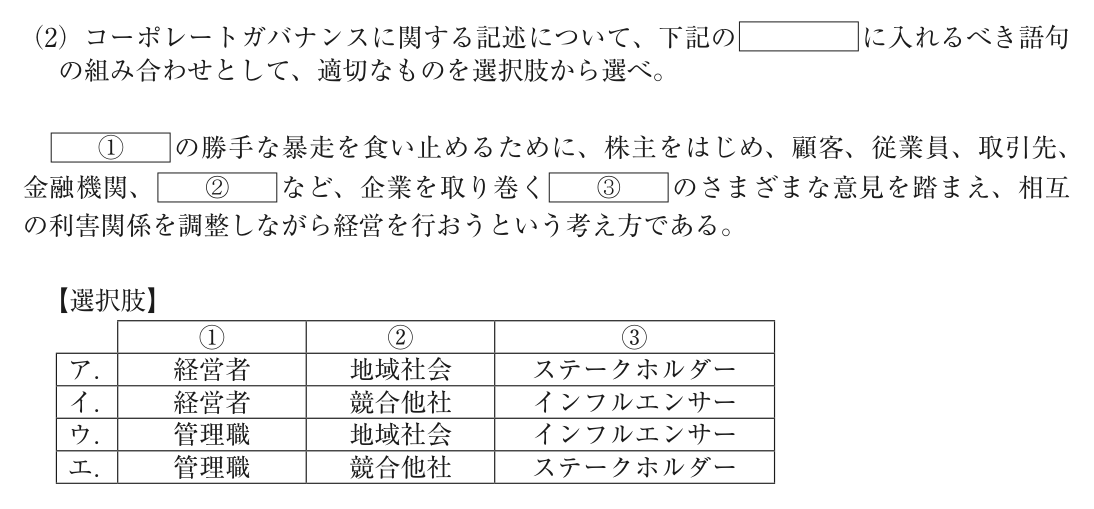 (2) コーポレートガバナンスに関する記述について、下記の　　　に入れるべき語句
の組み合わせとして、適切なものを選択肢から選べ。
①の勝手な暴走を食い止めるために、株主をはじめ、顧客、従業員、取引先、
金融機関、②など、企業を取り巻く③のさまざまな意見を踏まえ、相互
の利害関係を調整しながら経営を行おうという考え方である。
【選択肢】
① ② ③
ア. 経営者 地域社会 ステークホルダー
イ. 経営者 競合他社 インフルエンサー
ウ. 管理職 地域社会 インフルエンサー
エ. 管理職 競合他社 ステークホルダー